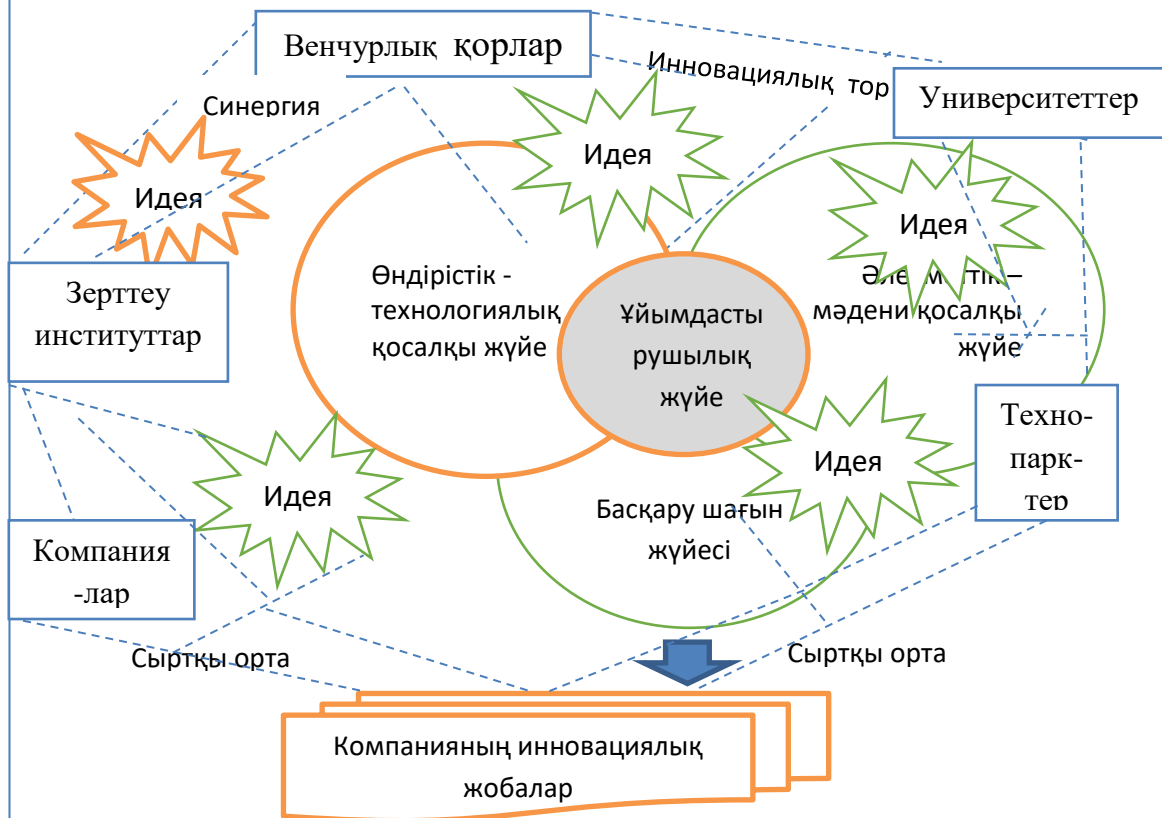 Венчурлық қорлар
Инновациялық тор
Университеттер
Синергия
Идея
Идея
Идея
Зерттеу
институттар
Өндірістік -
технологиялық
қосалқы жүйе
Ұйымдасты
рушылық
жүйе
мәдени қосалқы
жүйе
Техно-
парк-
тер
Идея
Идея
Басқару шағын
жүйесі
Компания
-лар
Сыртқы орта
Сыртқы орта
Компанияның инновациялық
жобалар